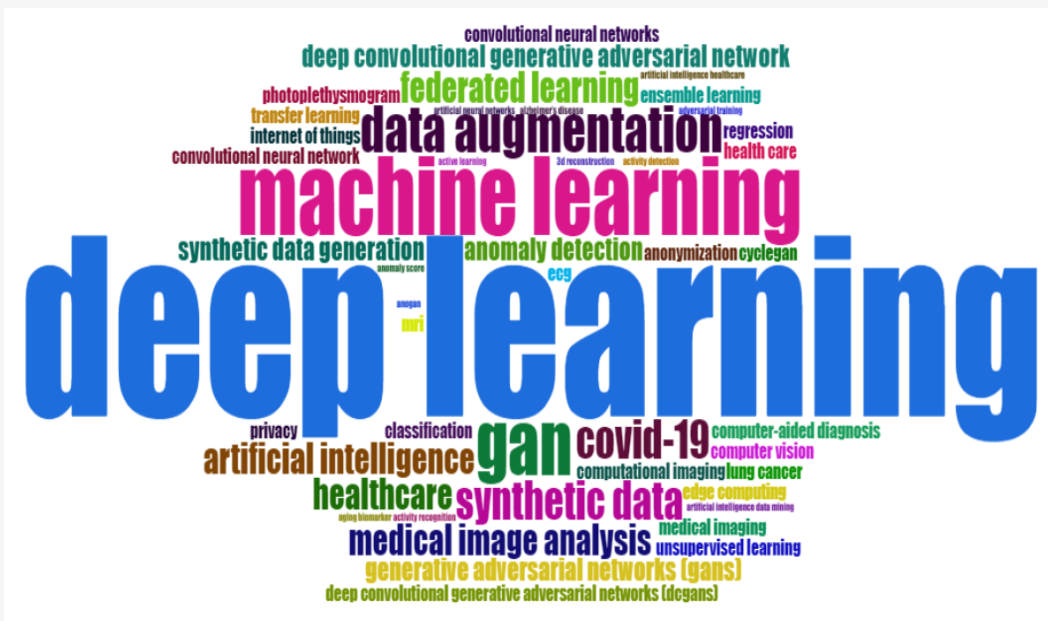 convolutional neural networks
deep convolutional generative adversarial network
artificial intelligence healthcare
federated learning
photoplethysmogram
ensemble learning
artificial neural networks
alzheimer's disease
adversarial training
transfer learning
data augmentation
internet of things
regression
health care
convolutional neural network
active learning
3d reconstruction
activity detection
machine learning
synthetic data generation
anomaly detection
anonymization
cyclegan
anomaly score
ecg
deep learning
anogan
mri
privacy
classification
gan
covid-19
computer-aided diagnosis
computer vision
artificial intelligence
computational imaging
lung cancer
healthcare
synthetic data
edge computing
artificial intelligence data mining
aging biomarker
activity recognition
medical imaging
medical image analysis
unsupervised learning
generative adversarial networks (gans)
deep convolutional generative adversarial networks (dcgans)